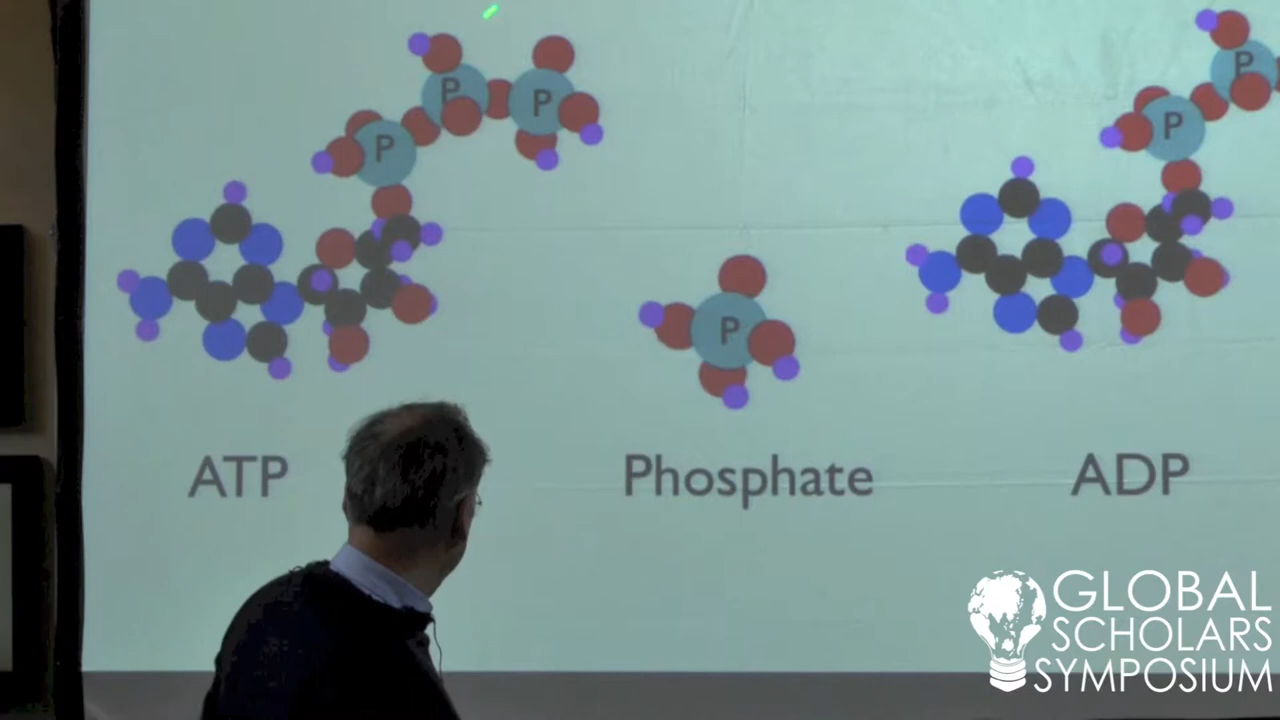 P P P
P
P P
ATP Phosphate ADP
GLOBAL
SCHOLARS
SYMPOSIUM